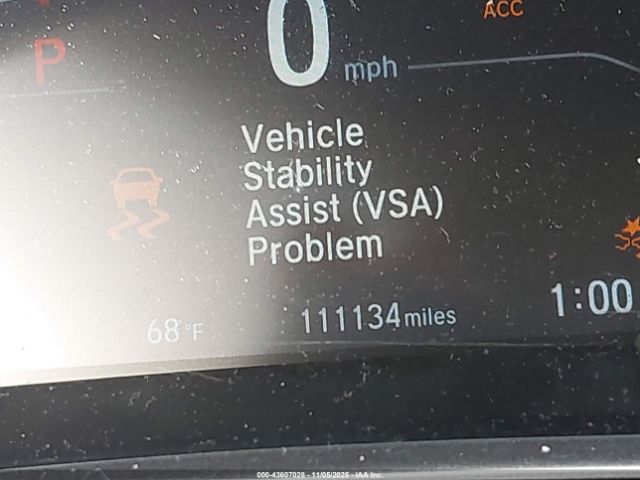 ACC
P
0 mph
Vehicle
Stability
Assist (VSA)
Problem
68°F
111134 miles
1:00
000-43607028 - 11/05/2025 - IAA Inc.